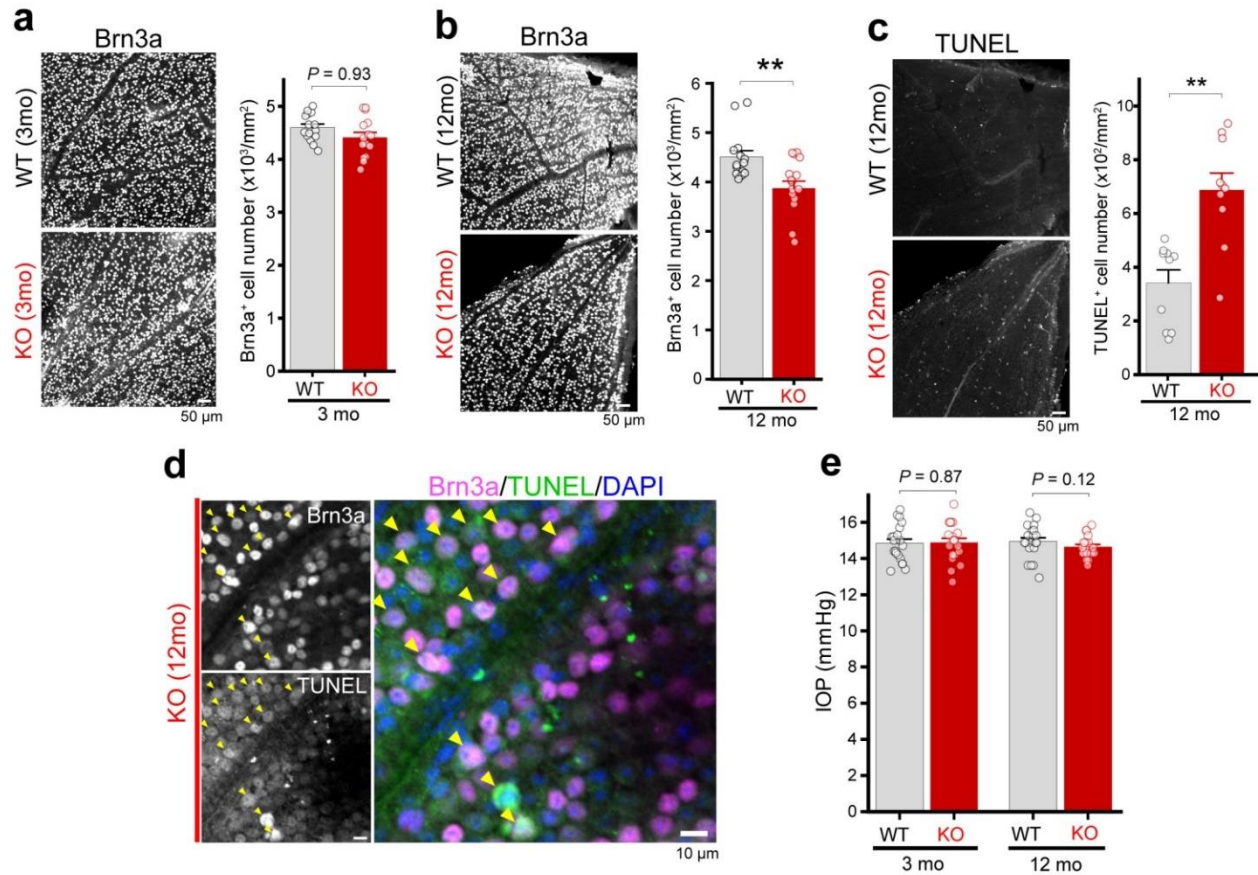 a
Brn3a
WT (3mo)
KO (3mo)
50 µm
P = 0.93
Brn3a⁺ cell number (x10³/mm²)
5
4
3
2
1
0
WT KO
3 mo
b
Brn3a
WT (12mo)
KO (12mo)
50 µm
**
Brn3a⁺ cell number (x10³/mm²)
6
5
4
3
2
1
0
WT KO
12 mo
c
TUNEL
WT (12mo)
KO (12mo)
50 µm
**
TUNEL⁺ cell number (x10²/mm²)
10
8
6
4
2
0
WT KO
12 mo
d
KO (12mo)
Brn3a
TUNEL
Brn3a/TUNEL/DAPI
10 µm
e
P = 0.87
P = 0.12
IOP (mmHg)
16
14
12
10
8
6
4
2
0
WT KO WT KO
3 mo 12 mo